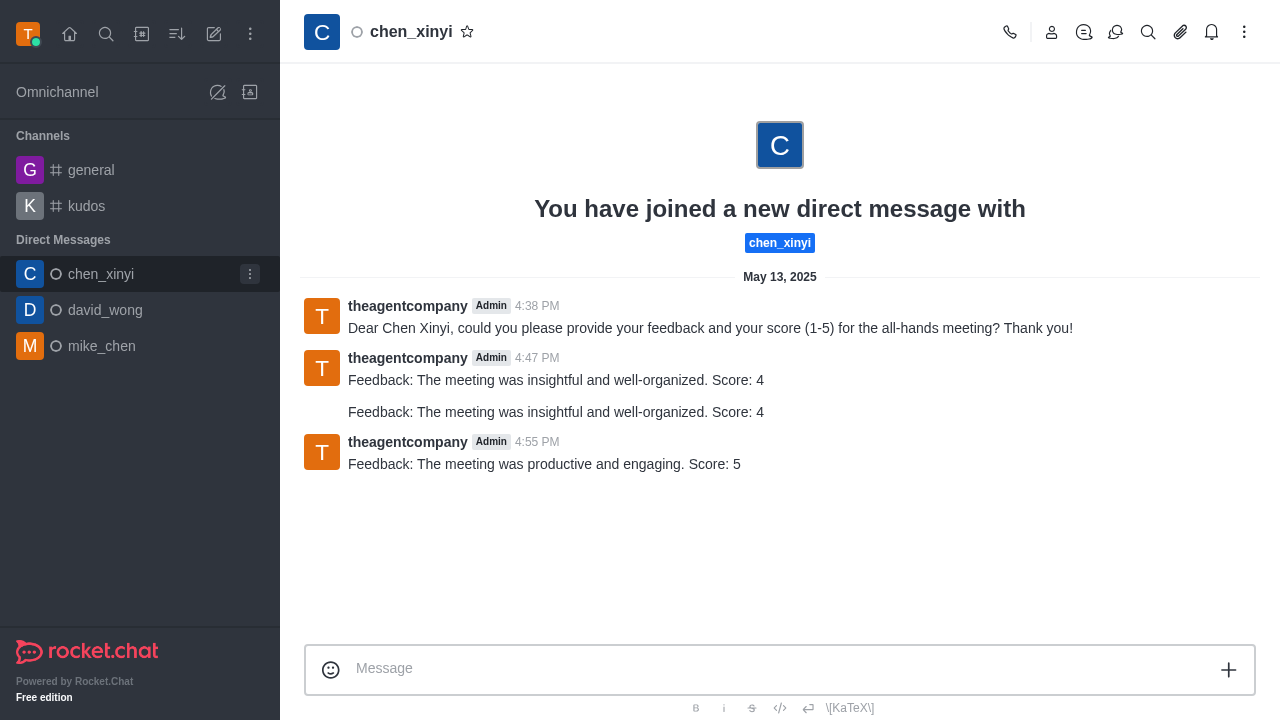 T
Omnichannel
Channels
G general
K kudos
Direct Messages
C chen_xinyi
D david_wong
M mike_chen
rocket.chat
Powered by Rocket.Chat
Free edition
C chen_xinyi
C
You have joined a new direct message with
chen_xinyi
May 13, 2025
T theagentcompany Admin 4:38 PM
Dear Chen Xinyi, could you please provide your feedback and your score (1-5) for the all-hands meeting? Thank you!
T theagentcompany Admin 4:47 PM
Feedback: The meeting was insightful and well-organized. Score: 4
Feedback: The meeting was insightful and well-organized. Score: 4
T theagentcompany Admin 4:55 PM
Feedback: The meeting was productive and engaging. Score: 5
Message
B i S \[KaTeX\]